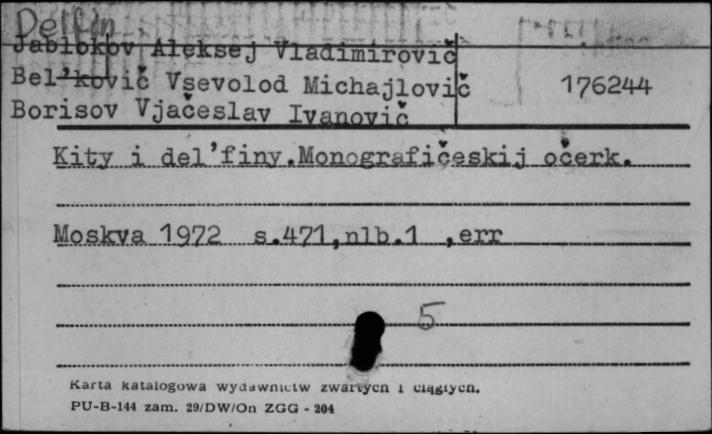 Delfin
Jablokov Aleksej Vladimirovič
Bel'kovič Vsevolod Michajlovič 176244
Borisov Vjačeslav Ivanovič
Kity i del'finy.Monografičeskij očerk.
Moskva 1972 s.471,nlb.1 ,err
5
Karta katalogowa wydawnictw zwartych i ciągłych.
PU-B-144 zam. 29/DW/On ZGG - 204